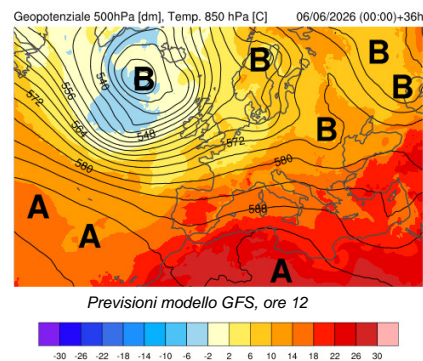 Geopotenziale 500hPa [dm], Temp. 850 hPa [C] 06/06/2026 (00:00)+36h
B B B
B
540
556
572
B
564
548
572
580
580
A
588
A
A
Previsioni modello GFS, ore 12
-30 -26 -22 -18 -14 -10 -6 -2 2 6 10 14 18 22 26 30